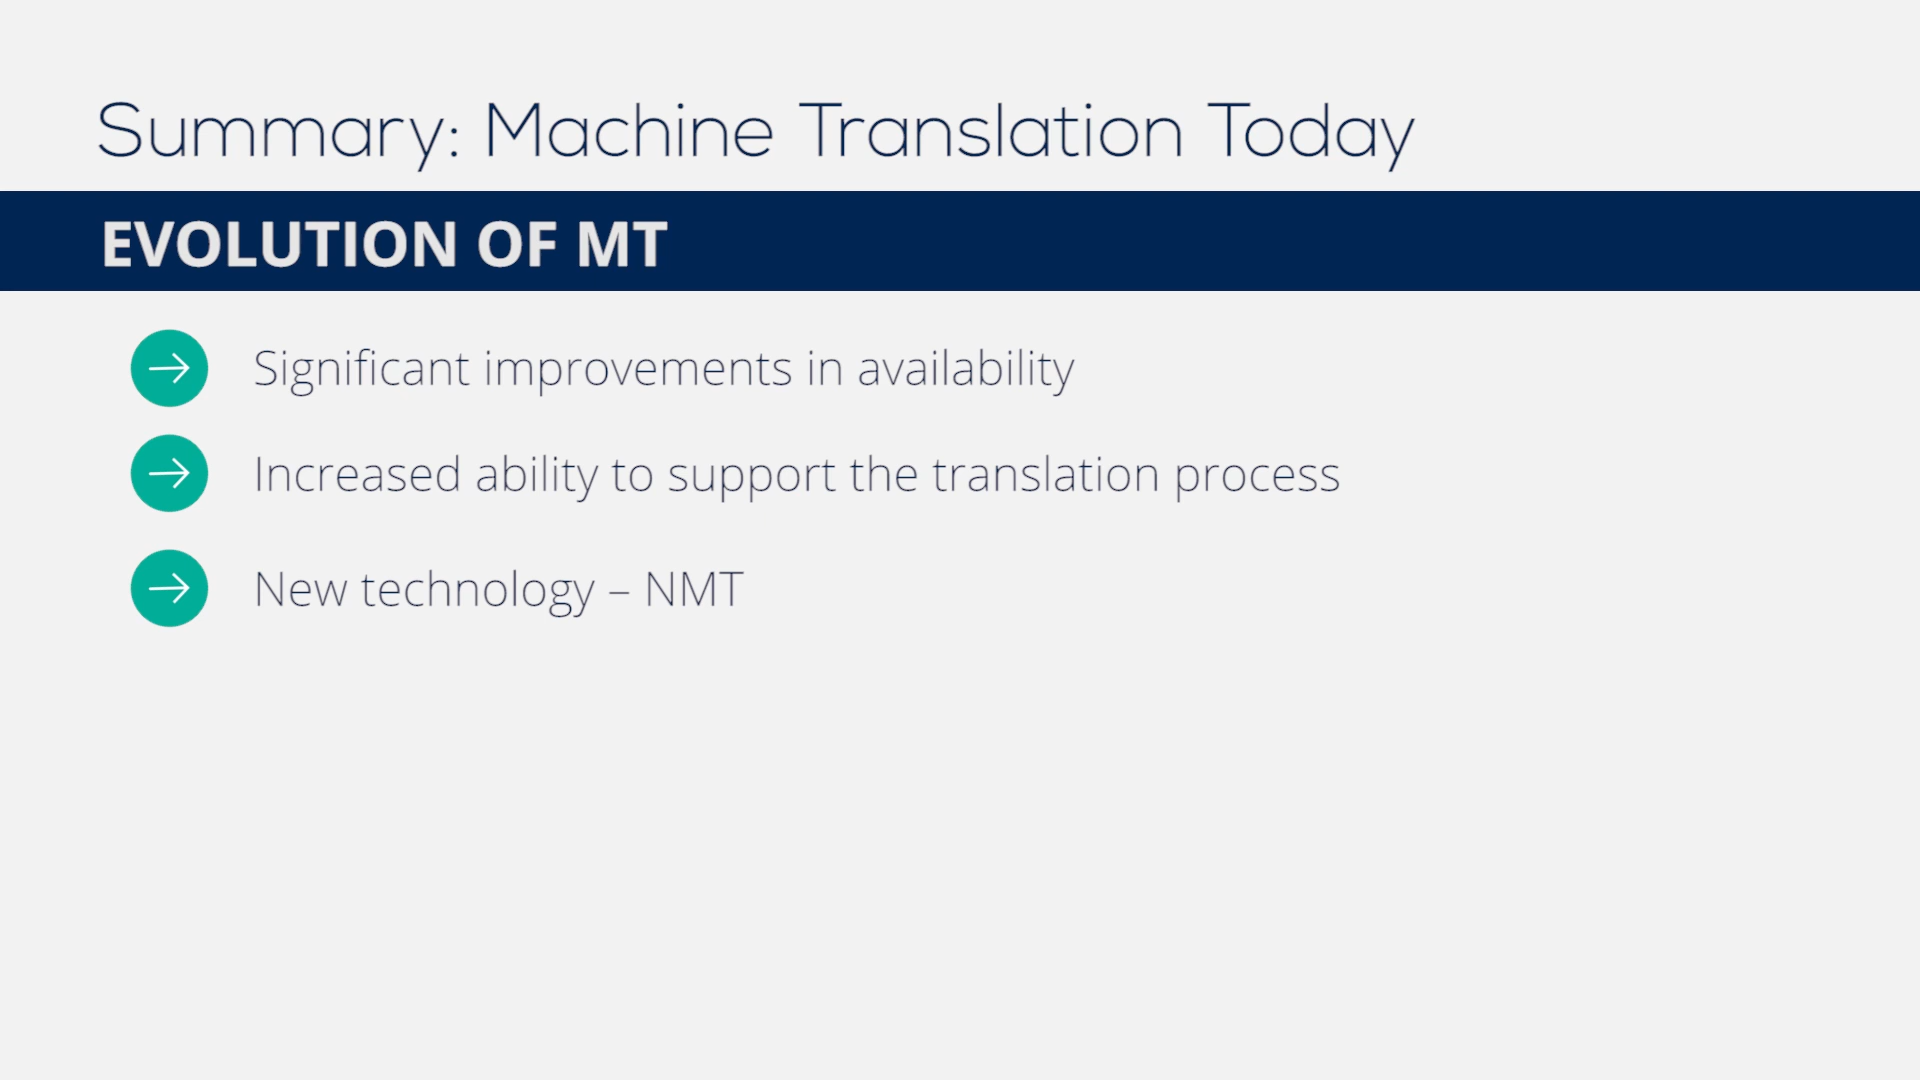 Summary: Machine Translation Today
EVOLUTION OF MT
Significant improvements in availability
Increased ability to support the translation process
New technology – NMT